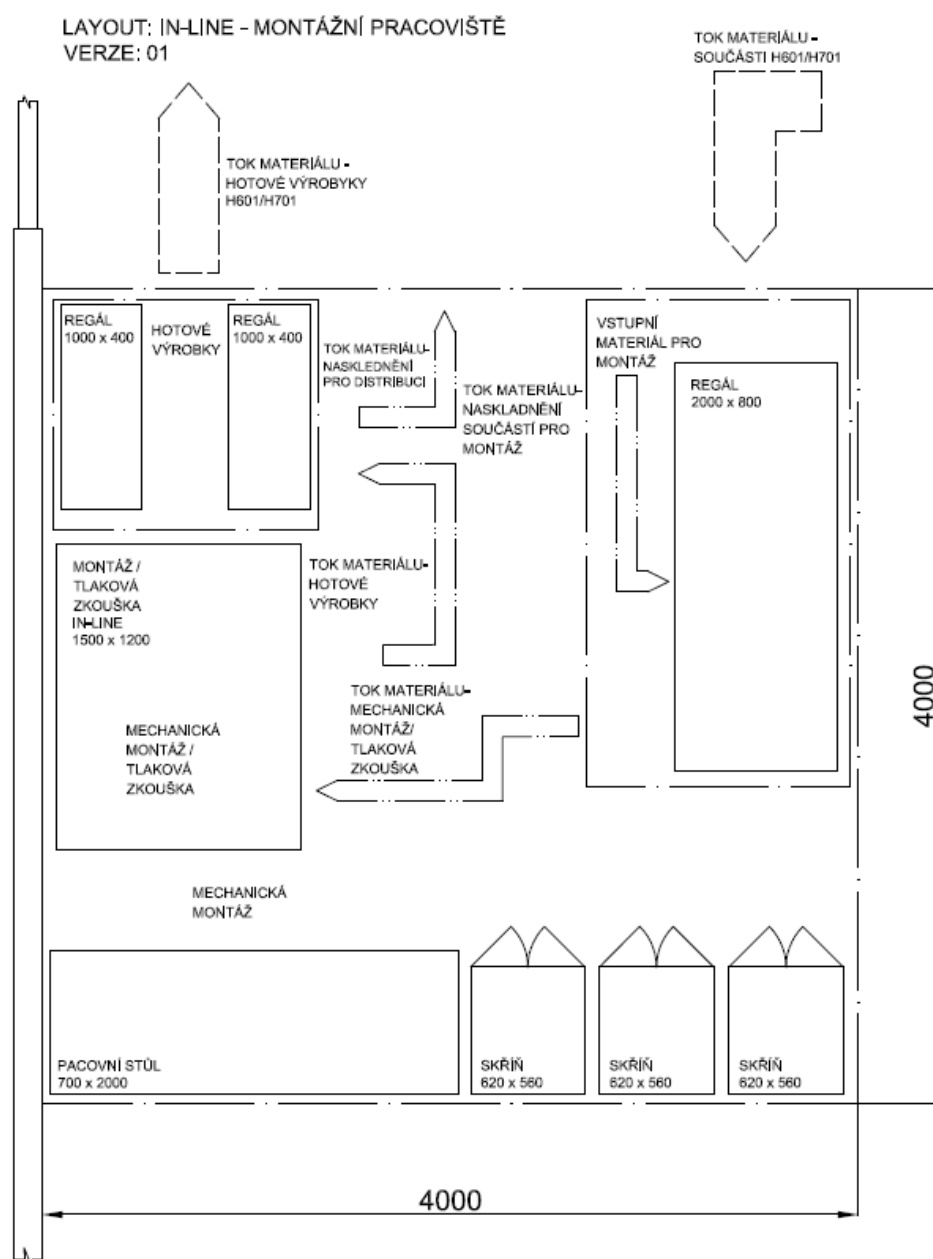 LAYOUT: IN-LINE - MONTÁŽNÍ PRACOVIŠTĚ
VERZE: 01
TOK MATERIÁLU -
SOUČÁSTI H601/H701
TOK MATERIÁLU -
HOTOVÉ VÝROBYKY
H601/H701
REGÁL
1000 x 400
HOTOVÉ
VÝROBKY
REGÁL
1000 x 400
TOK MATERIÁLU-
NASKLEDNĚNÍ
PRO DISTRIBUCI
TOK MATERIÁLU-
NASKLADNĚNÍ
SOUČÁSTÍ PRO
MONTÁŽ
VSTUPNÍ
MATERIÁL PRO
MONTÁŽ
REGÁL
2000 x 800
MONTÁŽ /
TLAKOVÁ
ZKOUŠKA
IN-LINE
1500 x 1200
TOK MATERIÁLU-
HOTOVÉ
VÝROBKY
MECHANICKÁ
MONTÁŽ /
TLAKOVÁ
ZKOUŠKA
TOK MATERIÁLU-
MECHANICKÁ
MONTÁŽ/
TLAKOVÁ
ZKOUŠKA
4000
MECHANICKÁ
MONTÁŽ
PACOVNÍ STŮL
700 x 2000
SKŘÍŇ
620 x 560
SKŘÍŇ
620 x 560
SKŘÍŇ
620 x 560
4000